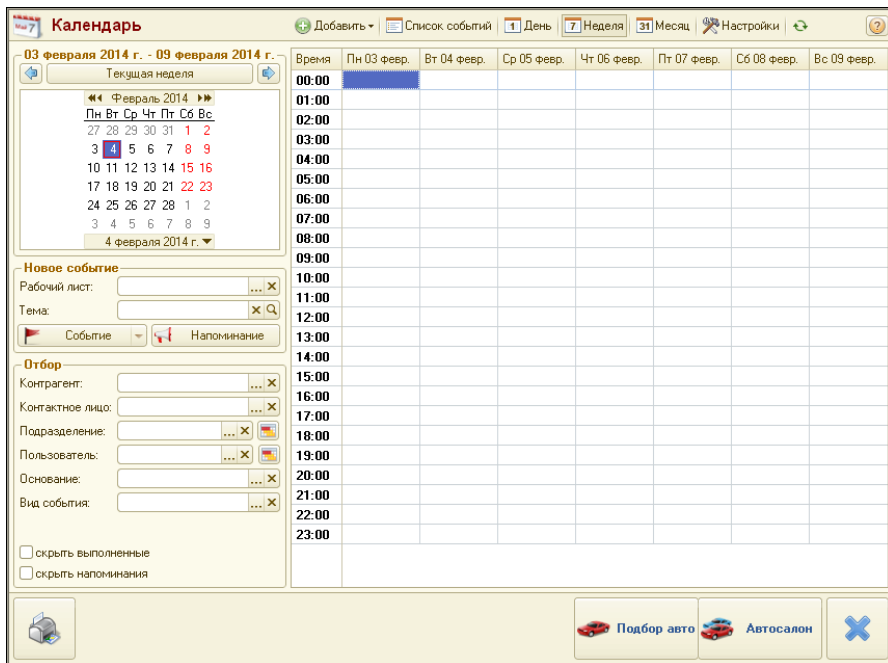 Календарь
Добавить Список событий 1 День 7 Неделя 31 Месяц Настройки ?
03 февраля 2014 г. - 09 февраля 2014 г.
Текущая неделя
Февраль 2014
Пн Вт Ср Чт Пт Сб Вс
27 28 29 30 31 1 2
3 4 5 6 7 8 9
10 11 12 13 14 15 16
17 18 19 20 21 22 23
24 25 26 27 28 1 2
3 4 5 6 7 8 9
4 февраля 2014 г.
Новое событие
Рабочий лист: ...
Тема:
Событие Напоминание
Отбор
Контрагент: ...
Контактное лицо: ...
Подразделение: ...
Пользователь: ...
Основание: ...
Вид события: ...
скрыть выполненные
скрыть напоминания
Время Пн 03 февр. Вт 04 февр. Ср 05 февр. Чт 06 февр. Пт 07 февр. Сб 08 февр. Вс 09 февр.
00:00
01:00
02:00
03:00
04:00
05:00
06:00
07:00
08:00
09:00
10:00
11:00
12:00
13:00
14:00
15:00
16:00
17:00
18:00
19:00
20:00
21:00
22:00
23:00
Подбор авто Автосалон